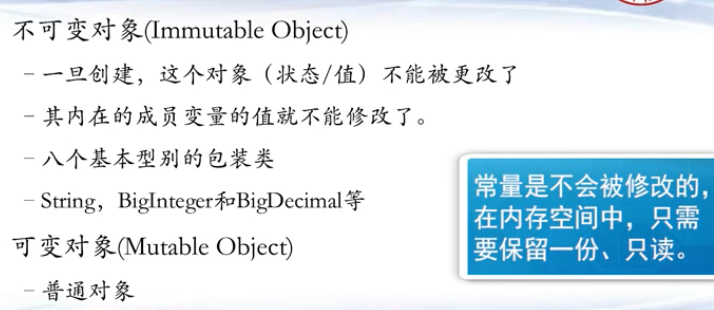 不可变对象(Immutable Object)
–一旦创建，这个对象（状态/值）不能被更改了
–其内在的成员变量的值就不能修改了。
–八个基本型别的包装类
–String，BigInteger和BigDecimal等
可变对象(Mutable Object)
–普通对象
常量是不会被修改的，
在内存空间中，只需
要保留一份、只读。